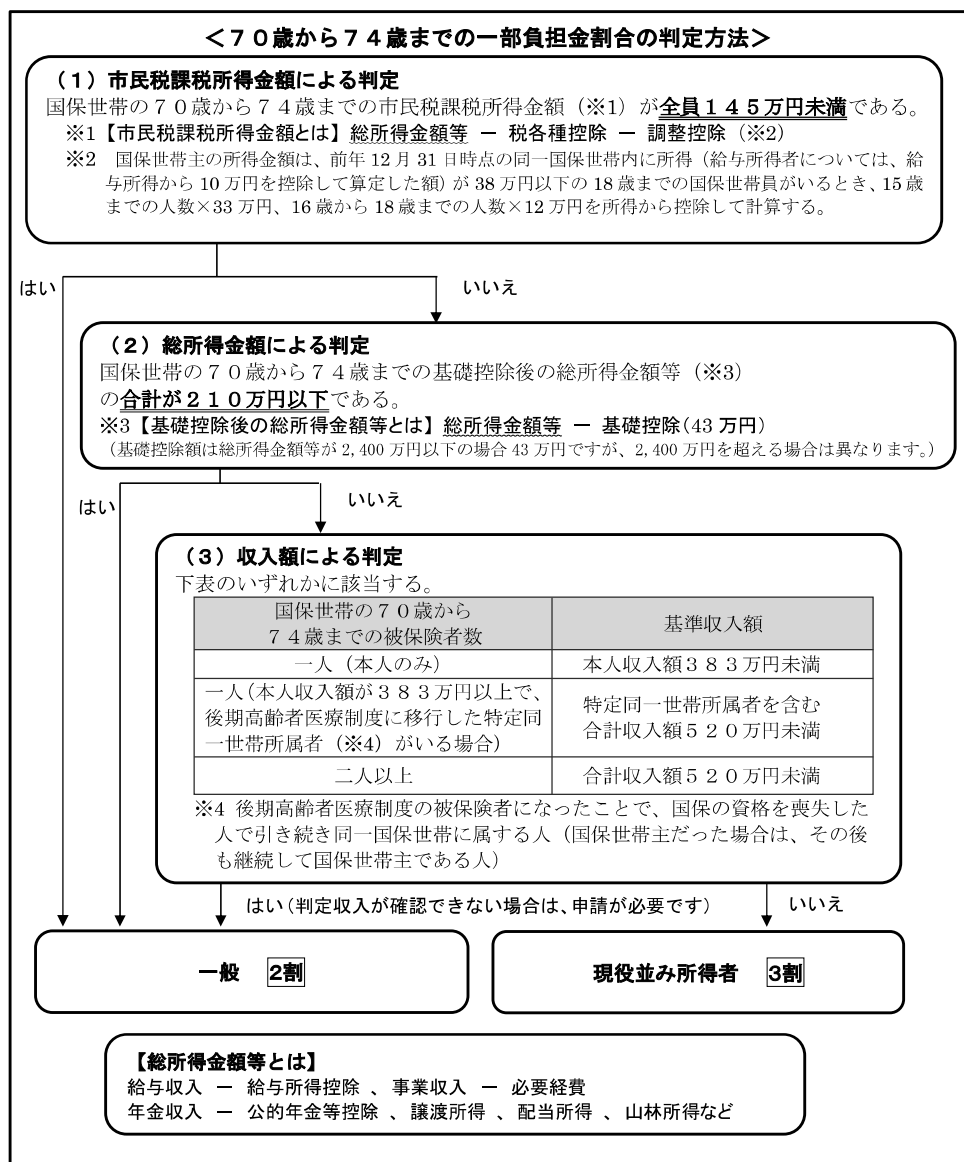 ＜７０歳から７４歳までの一部負担金割合の判定方法＞
（１）市民税課税所得金額による判定
国保世帯の７０歳から７４歳までの市民税課税所得金額（※1）が全員１４５万円未満である。
※1【市民税課税所得金額とは】総所得金額等 － 税各種控除 － 調整控除（※2）
※2　国保世帯主の所得金額は、前年 12 月 31 日時点の同一国保世帯内に所得（給与所得者については、給
与所得から 10 万円を控除して算定した額）が 38 万円以下の 18 歳までの国保世帯員がいるとき、15 歳
までの人数×33 万円、16 歳から 18 歳までの人数×12 万円を所得から控除して計算する。
はい
いいえ
（２）総所得金額による判定
国保世帯の７０歳から７４歳までの基礎控除後の総所得金額等（※3）
の合計が２１０万円以下である。
※3【基礎控除後の総所得金額等とは】総所得金額等 － 基礎控除(43 万円)
（基礎控除額は総所得金額等が 2,400 万円以下の場合 43 万円ですが、2,400 万円を超える場合は異なります。）
はい
いいえ
（３）収入額による判定
下表のいずれかに該当する。
国保世帯の７０歳から
７４歳までの被保険者数
基準収入額
一人（本人のみ）
本人収入額３８３万円未満
一人（本人収入額が３８３万円以上で、
後期高齢者医療制度に移行した特定同
一世帯所属者（※4）がいる場合）
特定同一世帯所属者を含む
合計収入額５２０万円未満
二人以上
合計収入額５２０万円未満
※4 後期高齢者医療制度の被保険者になったことで、国保の資格を喪失した
人で引き続き同一国保世帯に属する人（国保世帯主だった場合は、その後
も継続して国保世帯主である人）
はい（判定収入が確認できない場合は、申請が必要です）
いいえ
一般　2割
現役並み所得者　3割
【総所得金額等とは】
給与収入 － 給与所得控除 、事業収入 － 必要経費
年金収入 － 公的年金等控除 、譲渡所得 、配当所得 、山林所得など